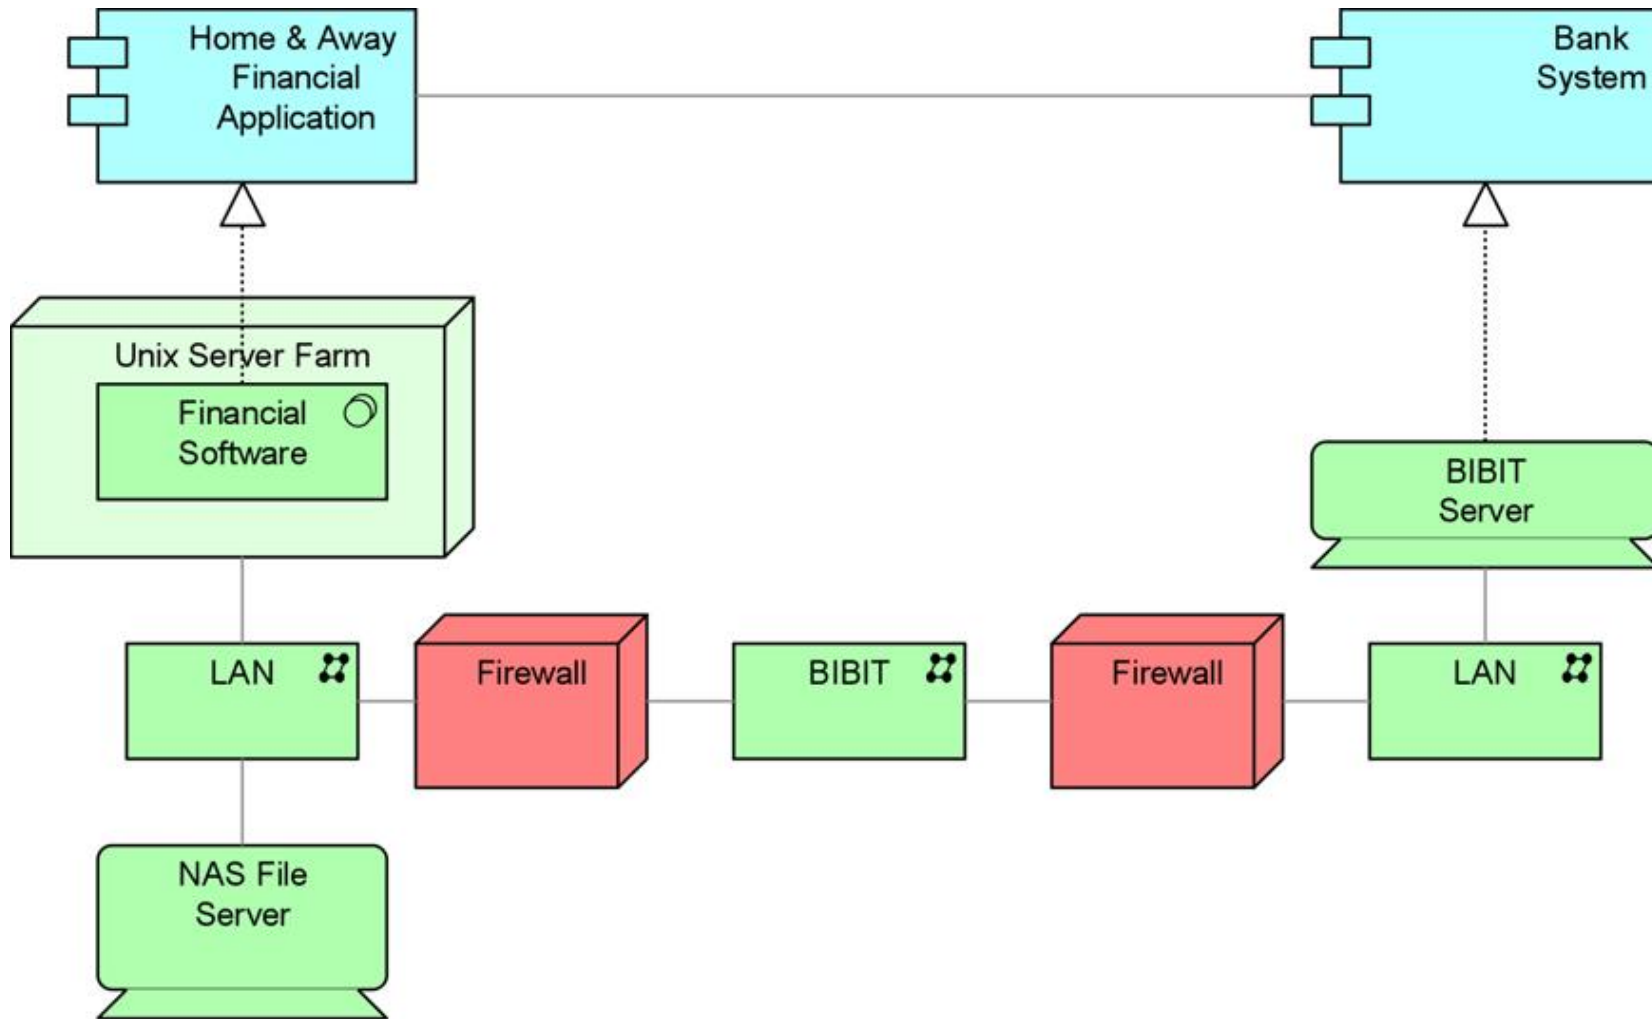 Home & Away
Financial
Application
Bank
System
Unix Server Farm
Financial
Software
BIBIT
Server
LAN
Firewall
BIBIT
Firewall
LAN
NAS File
Server